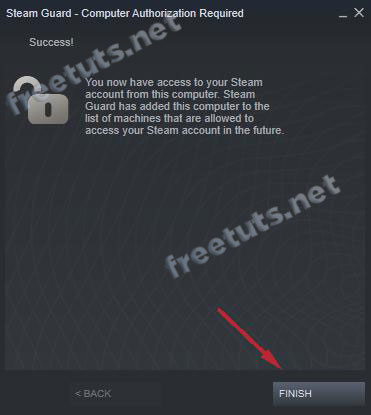 Steam Guard - Computer Authorization Required
Success!
freetuts.net
You now have access to your Steam
account from this computer. Steam
Guard has added this computer to the
list of machines that are allowed to
access your Steam account in the future.
freetuts.net
< BACK
FINISH